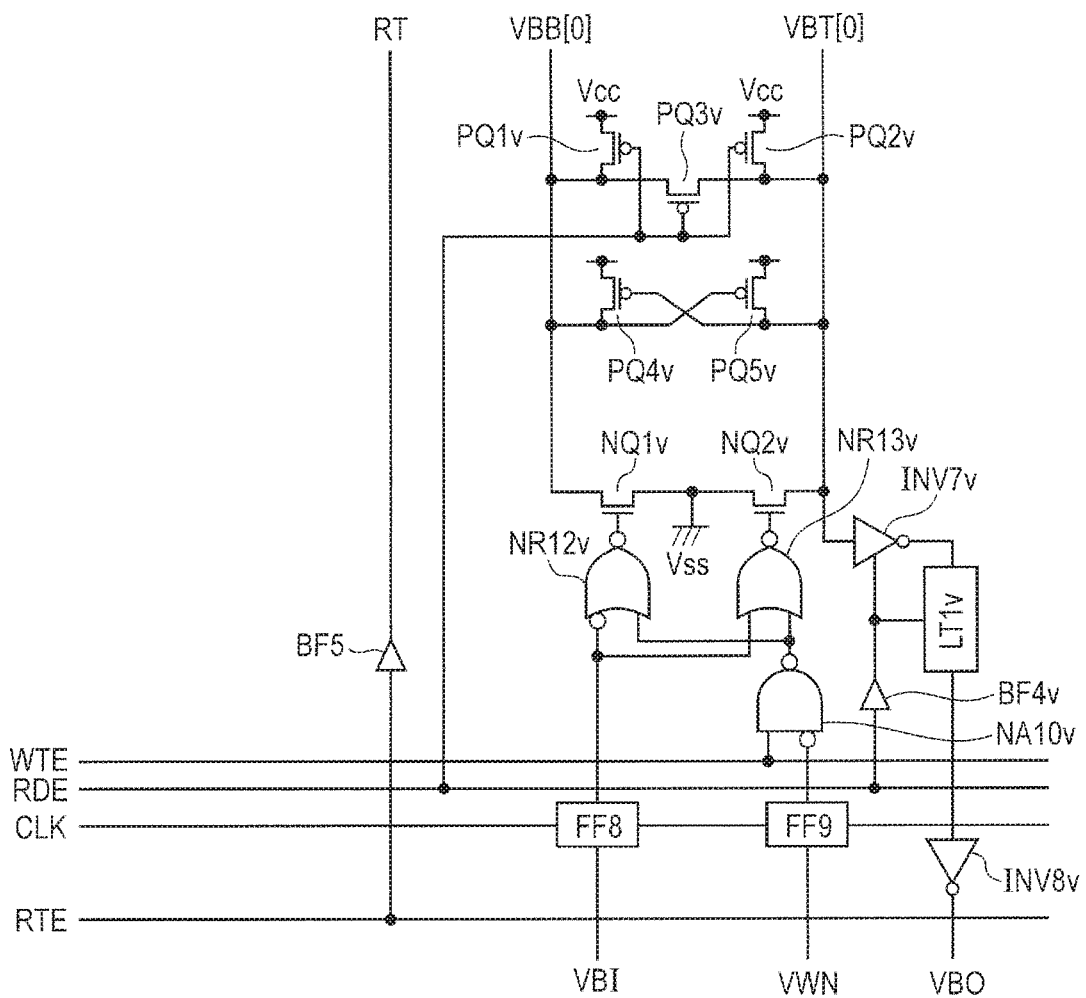 RT VBB[0] VBT[0]
Vcc Vcc
PQ1v PQ3v PQ2v
PQ4v PQ5v
NQ1v NQ2v NR13v
INV7v
NR12v Vss
LT1v
BF5
BF4v
NA10v
WTE
RDE
CLK FF8 FF9
INV8v
RTE
VBI VWN VBO